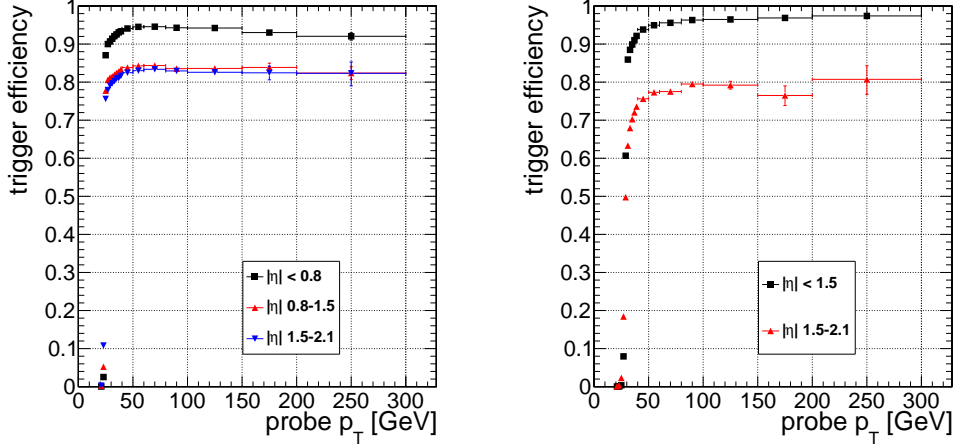 trigger efficiency
1
0.9
0.8
0.7
0.6
0.5
0.4
0.3
0.2
0.1
0
|η| < 0.8
|η| 0.8-1.5
|η| 1.5-2.1
0 50 100 150 200 250 300
probe p_T [GeV]
trigger efficiency
1
0.9
0.8
0.7
0.6
0.5
0.4
0.3
0.2
0.1
0
|η| < 1.5
|η| 1.5-2.1
0 50 100 150 200 250 300
probe p_T [GeV]